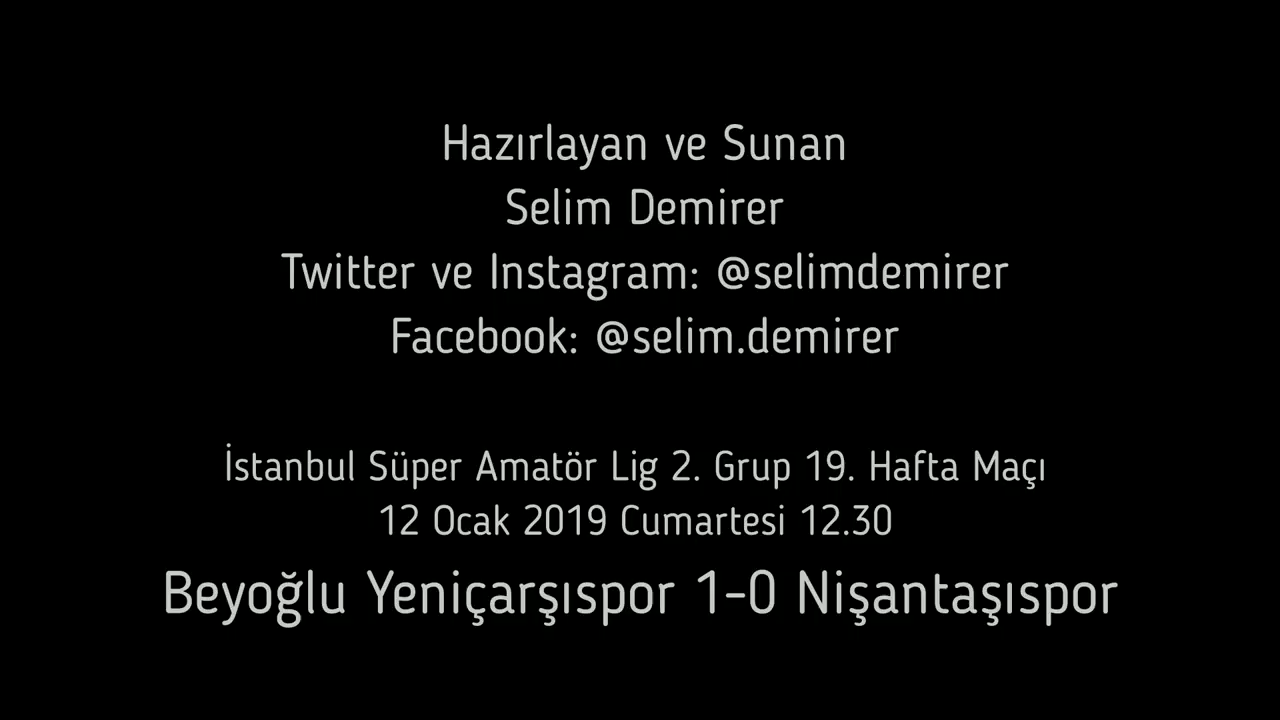 Hazırlayan ve Sunan
Selim Demirer
Twitter ve Instagram: @selimdemirer
Facebook: @selim.demirer
İstanbul Süper Amatör Lig 2. Grup 19. Hafta Maçı
12 Ocak 2019 Cumartesi 12.30
Beyoğlu Yeniçarşıspor 1-0 Nişantaşıspor